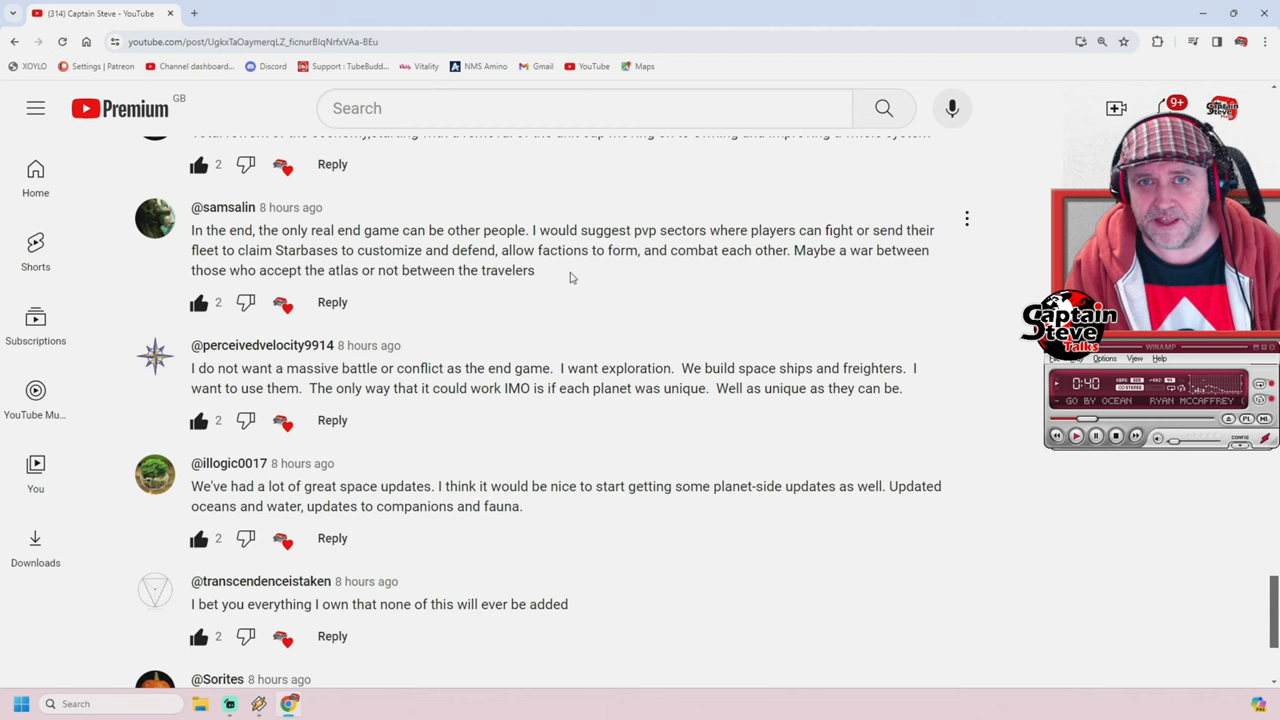 (314) Captain Steve - YouTube
youtube.com/post/UgkxTaOaymerqLZ_ficnurBIqNrfxVAa-BEu
XOYLO
Settings | Patreon
Channel dashboard...
Discord
Support : TubeBudd...
Vitality
NMS Amino
Gmail
YouTube
Maps
Premium
GB
Search
9+
2
Reply
@samsalin 8 hours ago
In the end, the only real end game can be other people. I would suggest pvp sectors where players can fight or send their
fleet to claim Starbases to customize and defend, allow factions to form, and combat each other. Maybe a war between
those who accept the atlas or not between the travelers
2
Reply
@perceivedvelocity9914 8 hours ago
I do not want a massive battle or conflict as the end game. I want exploration. We build space ships and freighters. I
want to use them. The only way that it could work IMO is if each planet was unique. Well as unique as they can be.
2
Reply
@illogic0017 8 hours ago
We've had a lot of great space updates. I think it would be nice to start getting some planet-side updates as well. Updated
oceans and water, updates to companions and fauna.
2
Reply
@transcendenceistaken 8 hours ago
I bet you everything I own that none of this will ever be added
2
Reply
@Sorites 8 hours ago
Home
Shorts
Subscriptions
YouTube Mu...
You
Downloads
Captain
Steve
Talks
WINAMP
Options
View
Help
0:40
GO BY OCEAN
RYAN MCCAFFREY
PL
ML
CONFIG
Search